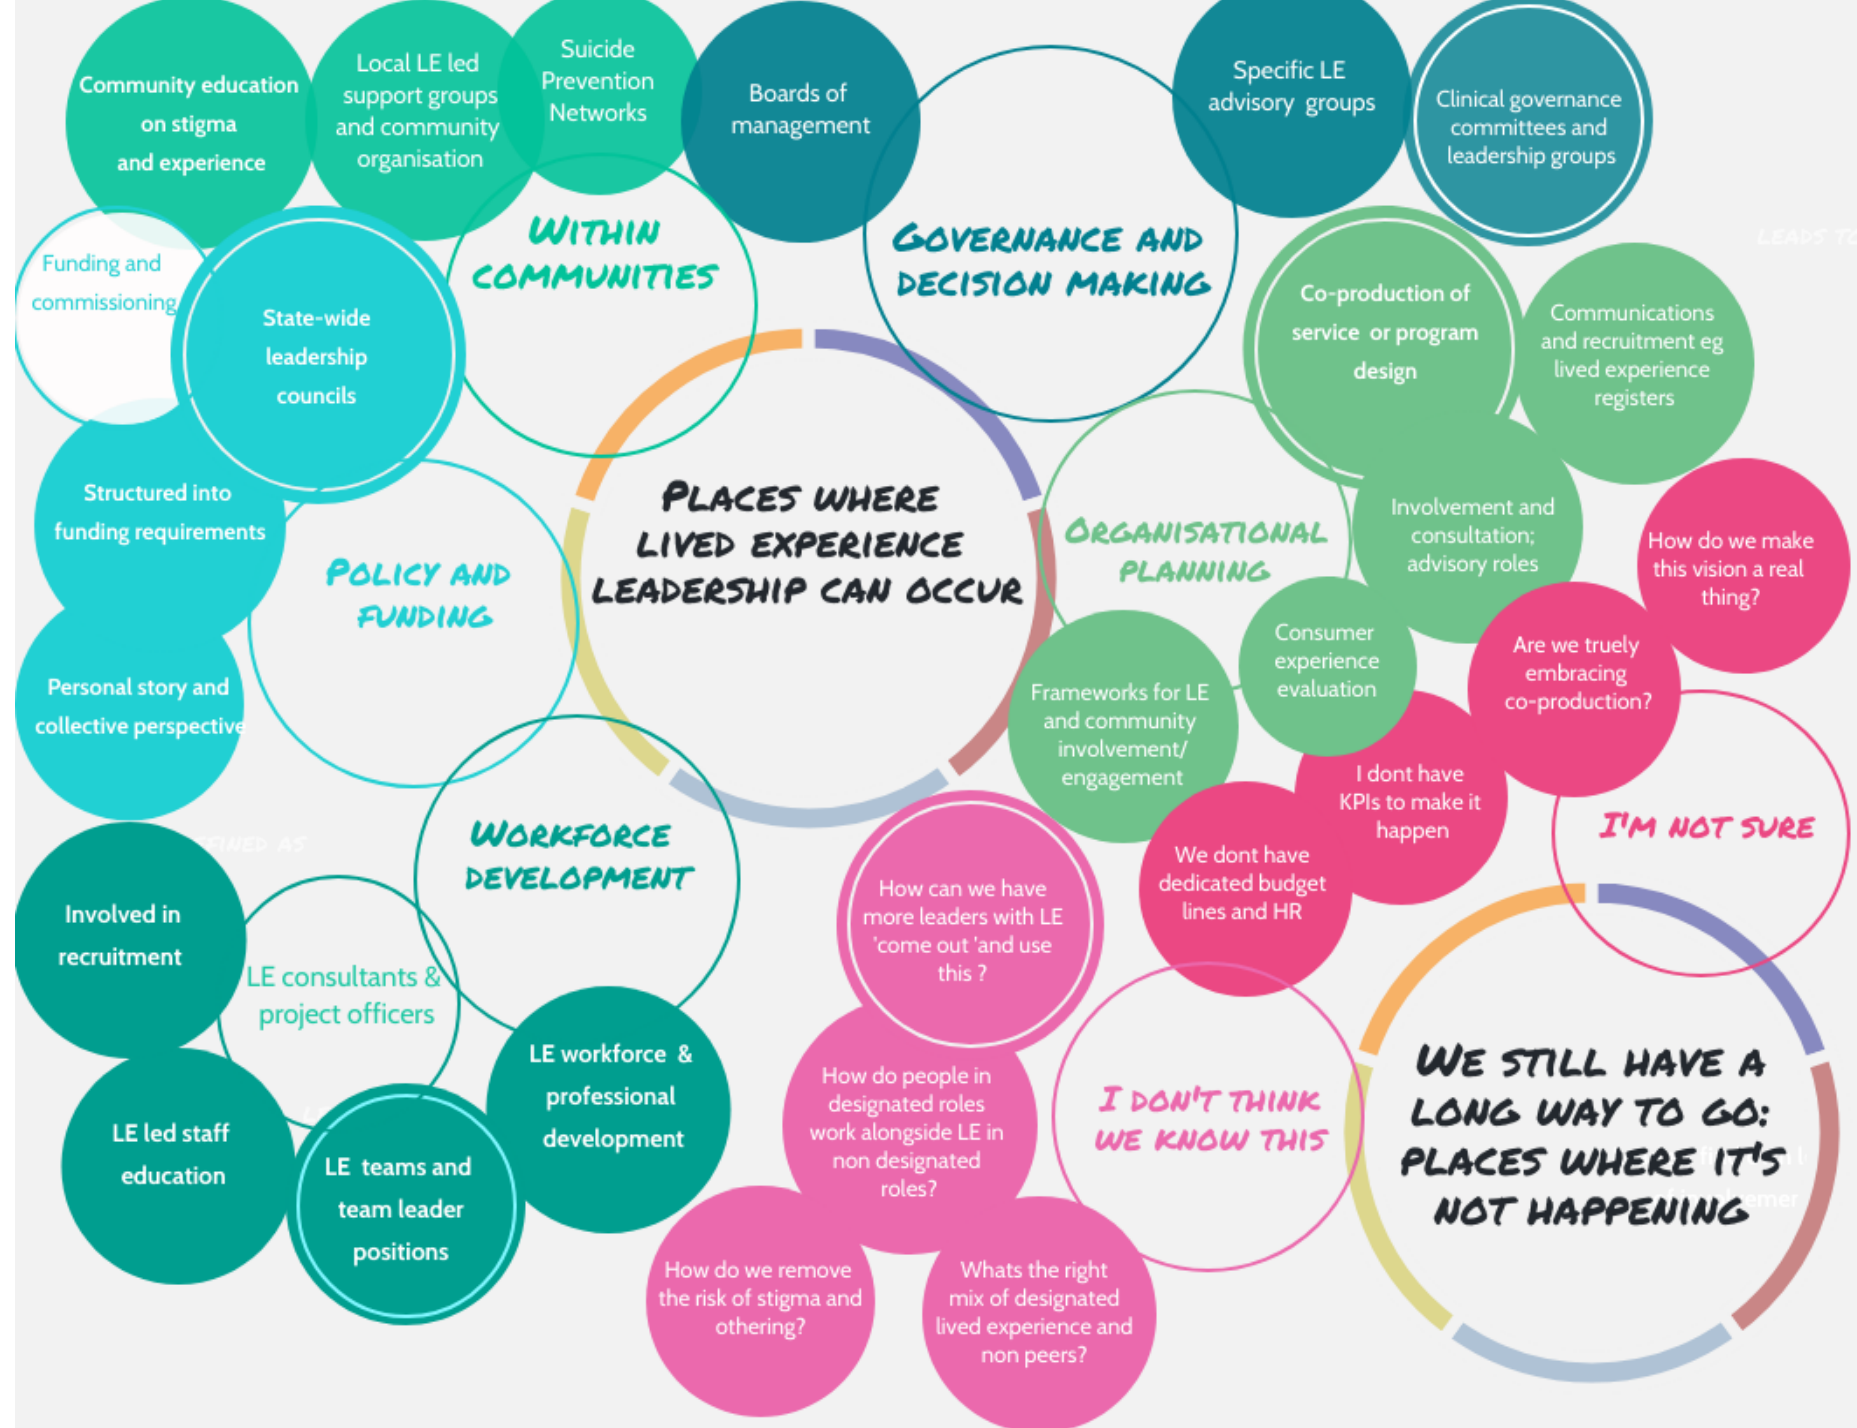 Community education
on stigma
and experience
Local LE led
support groups
and community
organisation
Suicide
Prevention
Networks
Boards of
management
Specific LE
advisory groups
Clinical governance
committees and
leadership groups
LEADS TO
Funding and
commissioning
State-wide
leadership
councils
WITHIN
COMMUNITIES
GOVERNANCE AND
DECISION MAKING
Co-production of
service or program
design
Communications
and recruitment eg
lived experience
registers
Structured into
funding requirements
POLICY AND
FUNDING
PLACES WHERE
LIVED EXPERIENCE
LEADERSHIP CAN OCCUR
ORGANISATIONAL
PLANNING
Involvement and
consultation;
advisory roles
How do we make
this vision a real
thing?
Personal story and
collective perspective
Consumer
experience
evaluation
Are we truely
embracing
co-production?
Frameworks for LE
and community
involvement/
engagement
I dont have
KPIs to make it
happen
I'M NOT SURE
WORKFORCE
DEVELOPMENT
We dont have
dedicated budget
lines and HR
How can we have
more leaders with LE
'come out 'and use
this ?
FINED AS
Involved in
recruitment
LE consultants &
project officers
LE workforce &
professional
development
LE led staff
education
LE teams and
team leader
positions
How do people in
designated roles
work alongside LE in
non designated
roles?
I DON'T THINK
WE KNOW THIS
WE STILL HAVE A
LONG WAY TO GO:
PLACES WHERE IT'S
NOT HAPPENING
How do we remove
the risk of stigma and
othering?
Whats the right
mix of designated
lived experience and
non peers?